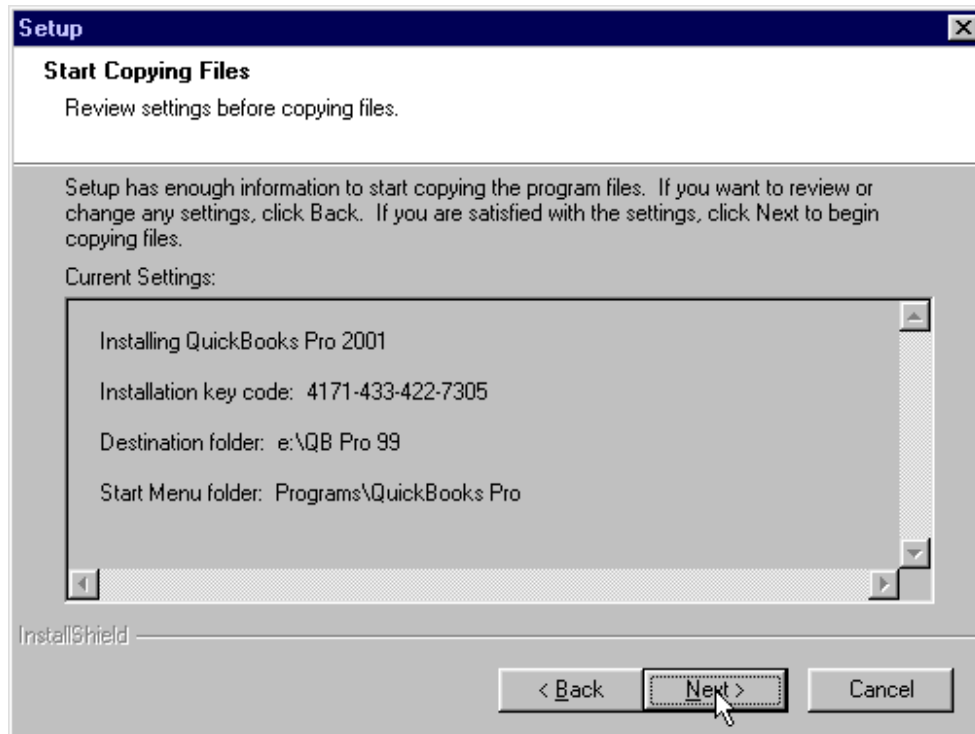 Setup
Start Copying Files
Review settings before copying files.
Setup has enough information to start copying the program files.  If you want to review or
change any settings, click Back.  If you are satisfied with the settings, click Next to begin
copying files.
Current Settings:
Installing QuickBooks Pro 2001
Installation key code:  4171-433-422-7305
Destination folder:  e:\QB Pro 99
Start Menu folder:  Programs\QuickBooks Pro
InstallShield
< Back  Next >  Cancel